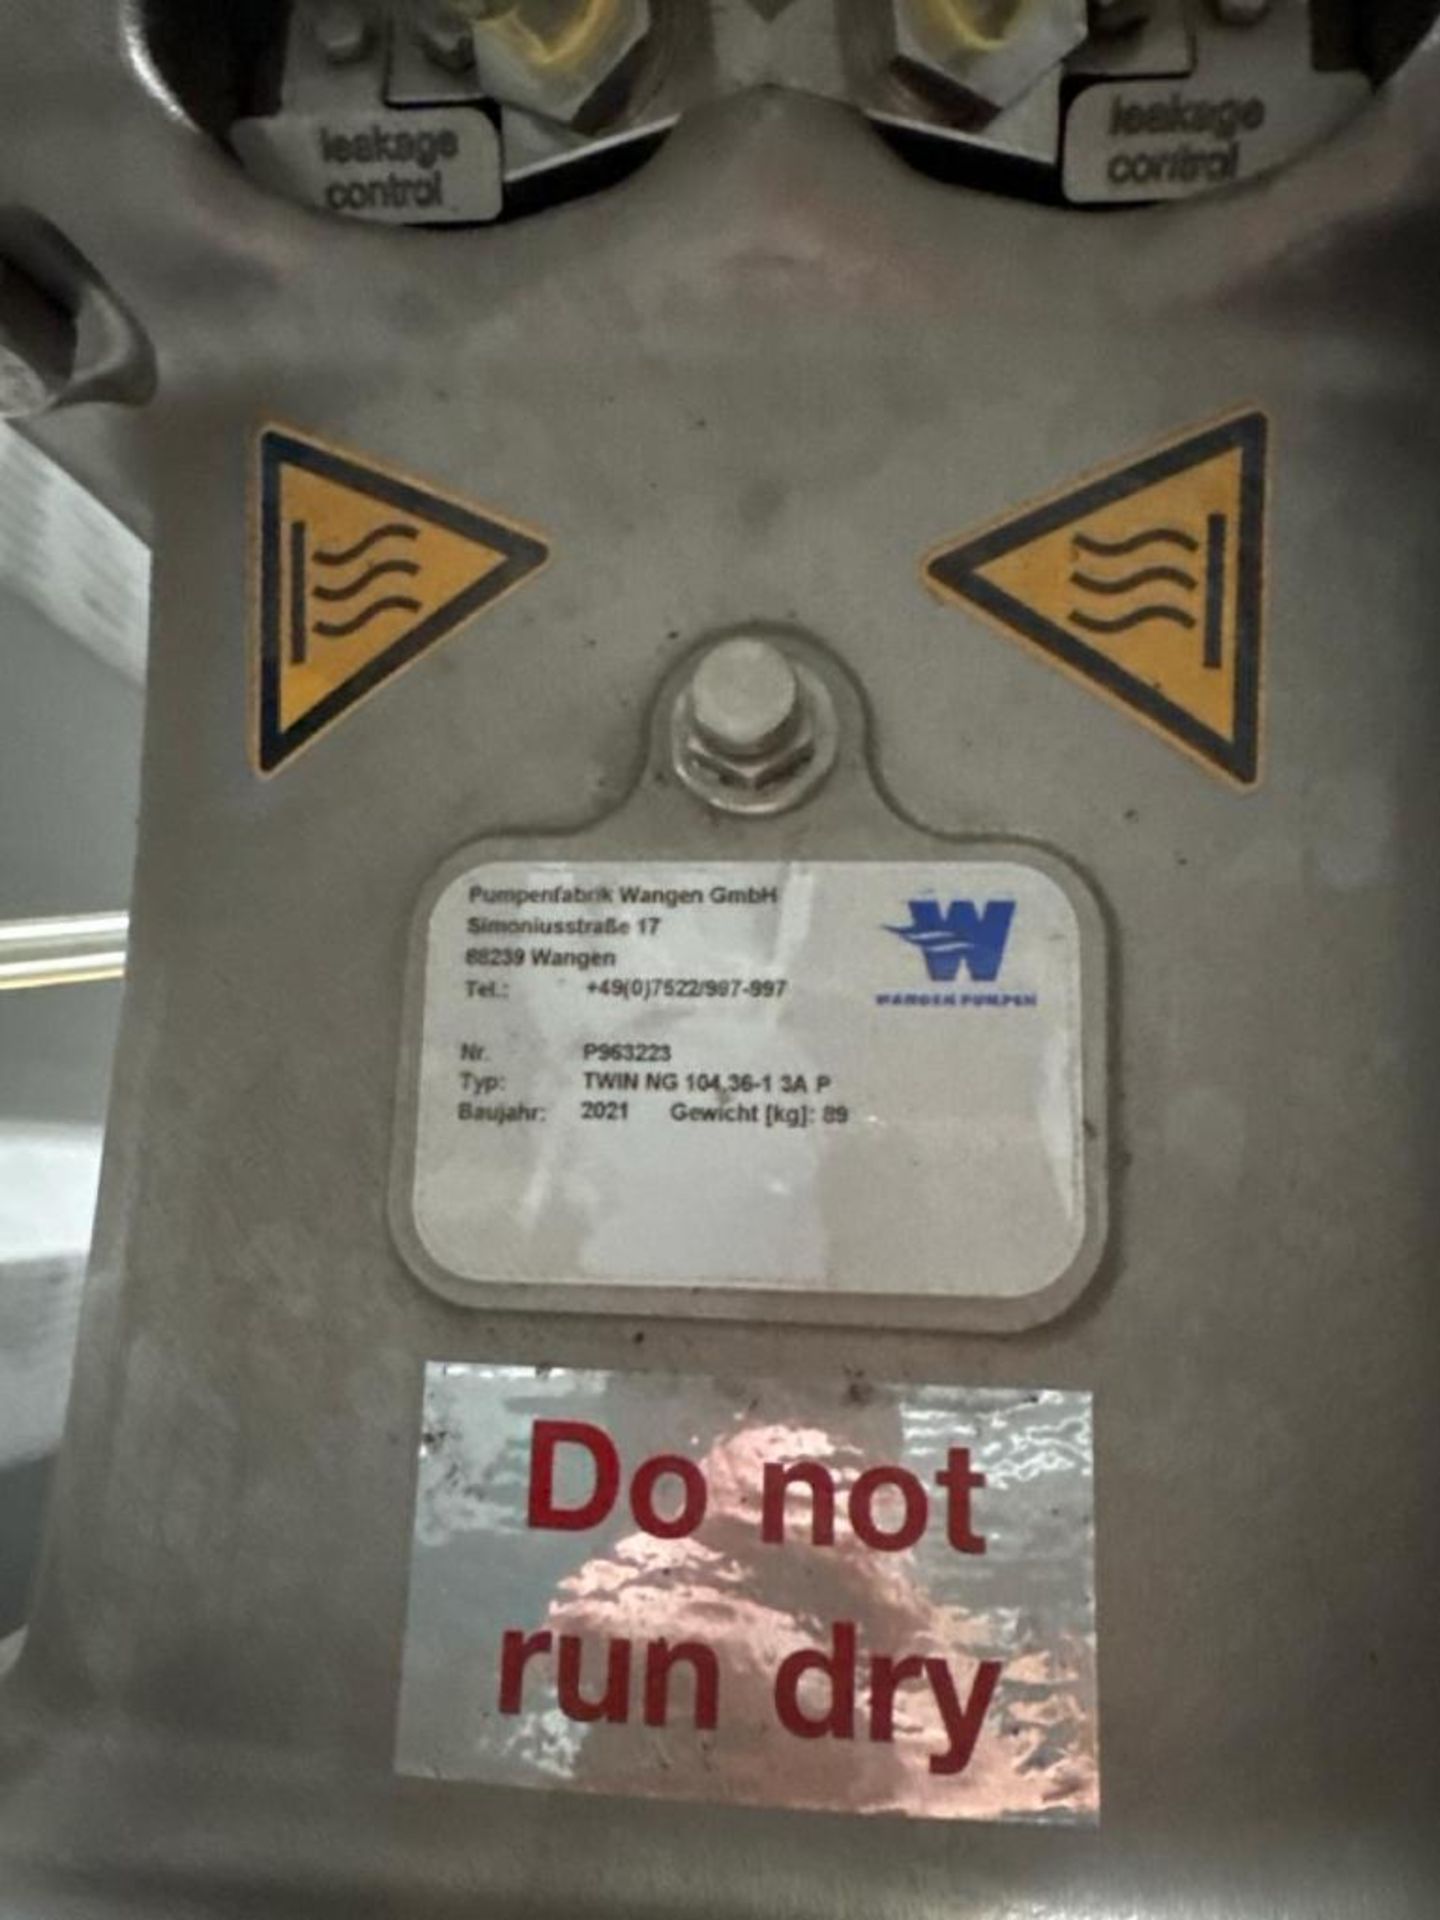 leakage
control
leakage
control
Pumpenfabrik Wangen GmbH
Simoniusstraße 17
88239 Wangen
Tel.: +49(0)7522/997-997
W
WANGEN PUMPEN
Nr. P963223
Typ: TWIN NG 104.36-1 3A P
Baujahr: 2021 Gewicht [kg]: 89
Do not
run dry